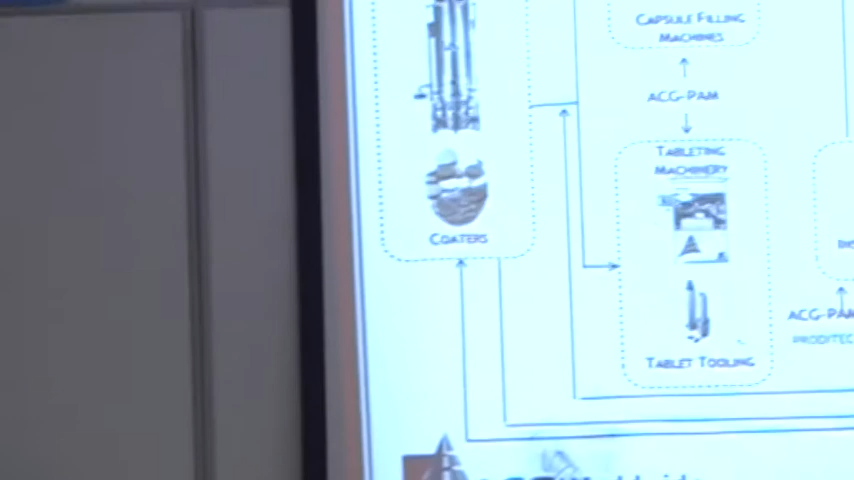 CAPSULE FILLING
MACHINES
ACG-PAM
TABLETING
MACHINERY
COATERS
TABLET TOOLING
ACG-PAM